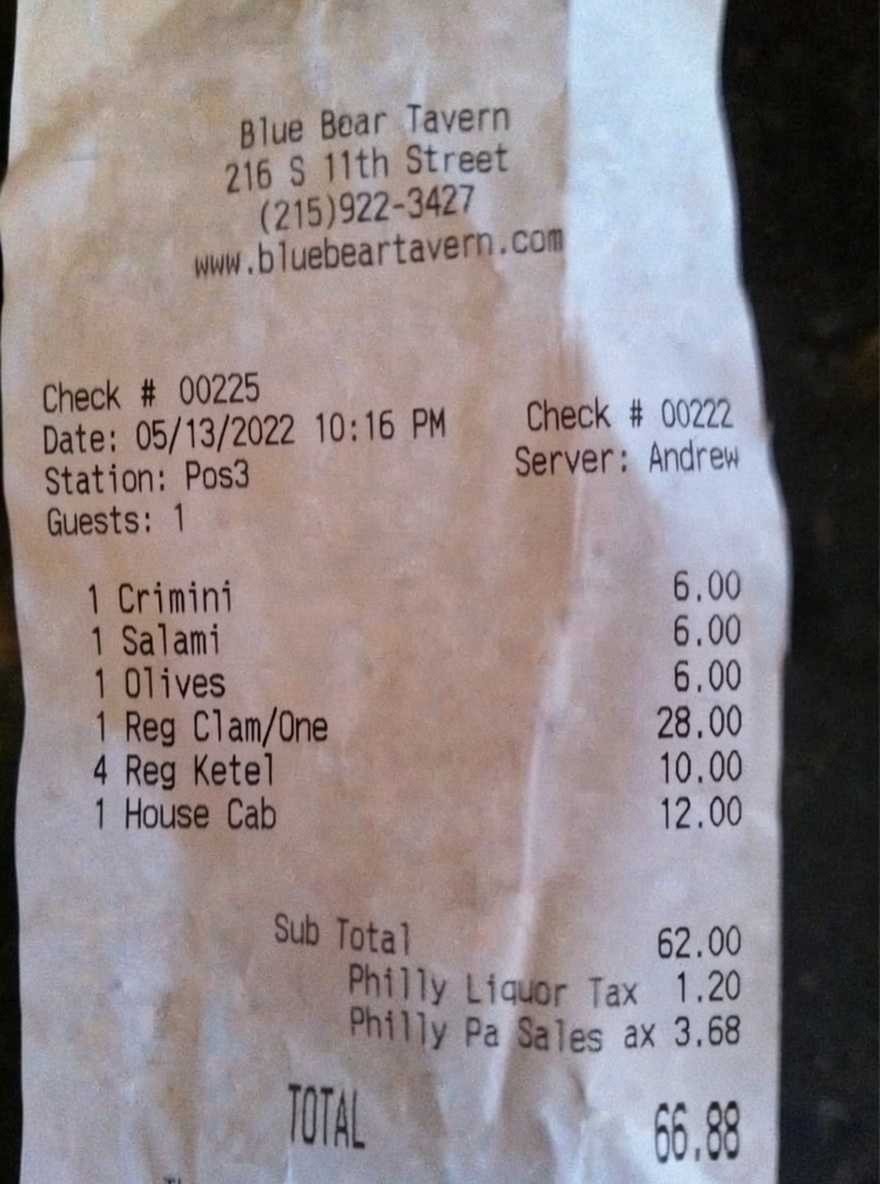 Blue Bear Tavern
216 S 11th Street
(215)922-3427
www.bluebeartavern.com
Check # 00225
Date: 05/13/2022 10:16 PM Check # 00222
Station: Pos3 Server: Andrew
Guests: 1
1 Crimini 6.00
1 Salami 6.00
1 Olives 6.00
1 Reg Clam/One 28.00
4 Reg Ketel 10.00
1 House Cab 12.00
Sub Total 62.00
Philly Liquor Tax 1.20
Philly Pa Sales ax 3.68
TOTAL 66.88